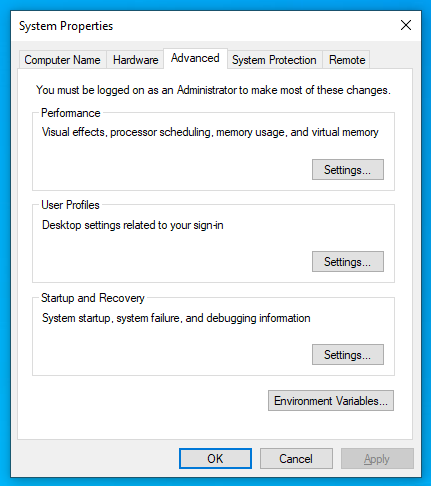 System Properties
Computer Name Hardware Advanced System Protection Remote
You must be logged on as an Administrator to make most of these changes.
Performance
Visual effects, processor scheduling, memory usage, and virtual memory
Settings...
User Profiles
Desktop settings related to your sign-in
Settings...
Startup and Recovery
System startup, system failure, and debugging information
Settings...
Environment Variables...
OK Cancel Apply